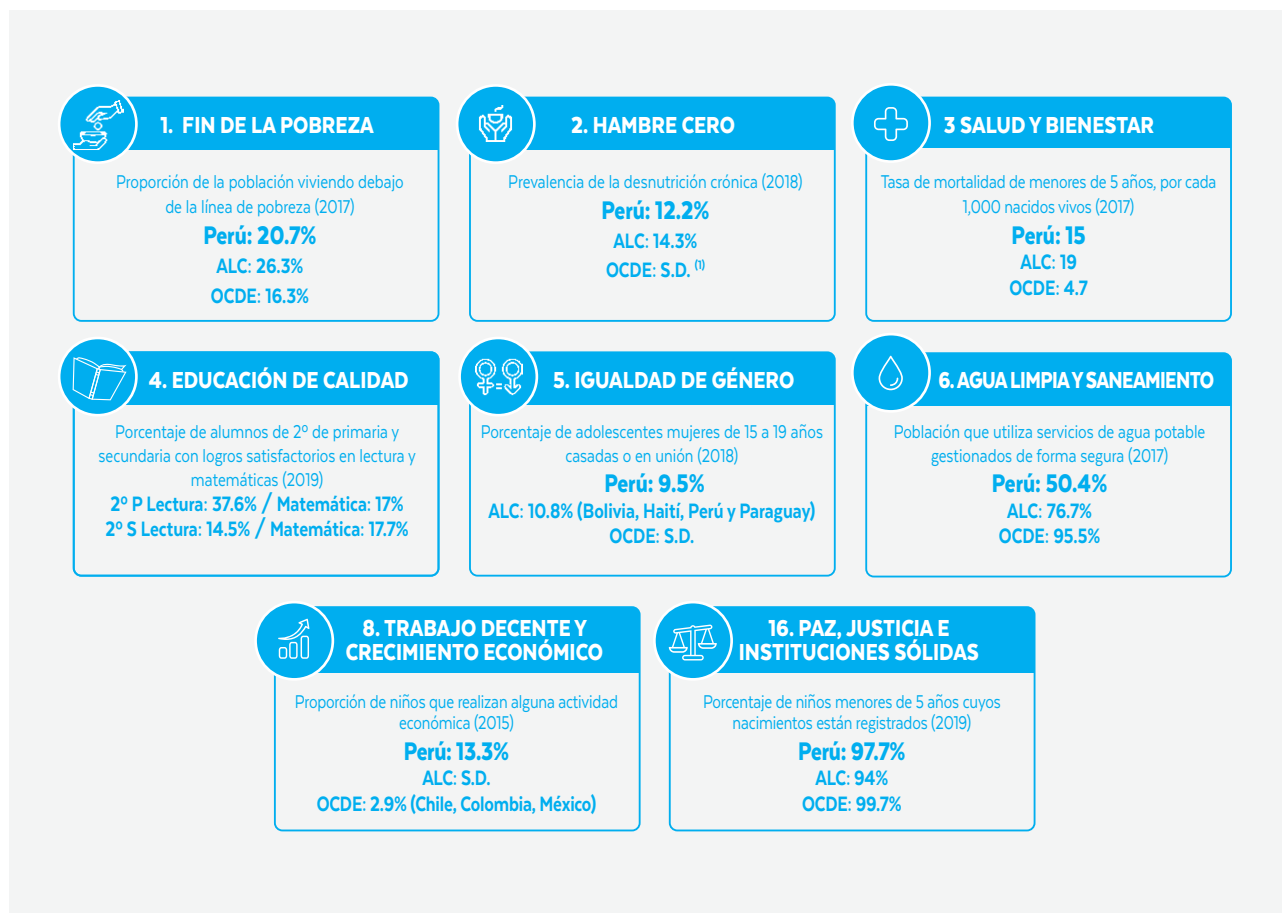 1. FIN DE LA POBREZA
Proporción de la población viviendo debajo
de la línea de pobreza (2017)
Perú: 20.7%
ALC: 26.3%
OCDE: 16.3%
2. HAMBRE CERO
Prevalencia de la desnutrición crónica (2018)
Perú: 12.2%
ALC: 14.3%
OCDE: S.D. (1)
3 SALUD Y BIENESTAR
Tasa de mortalidad de menores de 5 años, por cada
1,000 nacidos vivos (2017)
Perú: 15
ALC: 19
OCDE: 4.7
4. EDUCACIÓN DE CALIDAD
Porcentaje de alumnos de 2º de primaria y
secundaria con logros satisfactorios en lectura y
matemáticas (2019)
2º P Lectura: 37.6% / Matemática: 17%
2º S Lectura: 14.5% / Matemática: 17.7%
5. IGUALDAD DE GÉNERO
Porcentaje de adolescentes mujeres de 15 a 19 años
casadas o en unión (2018)
Perú: 9.5%
ALC: 10.8% (Bolivia, Haití, Perú y Paraguay)
OCDE: S.D.
6. AGUA LIMPIA Y SANEAMIENTO
Población que utiliza servicios de agua potable
gestionados de forma segura (2017)
Perú: 50.4%
ALC: 76.7%
OCDE: 95.5%
8. TRABAJO DECENTE Y
CRECIMIENTO ECONÓMICO
Proporción de niños que realizan alguna actividad
económica (2015)
Perú: 13.3%
ALC: S.D.
OCDE: 2.9% (Chile, Colombia, México)
16. PAZ, JUSTICIA E
INSTITUCIONES SÓLIDAS
Porcentaje de niños menores de 5 años cuyos
nacimientos están registrados (2019)
Perú: 97.7%
ALC: 94%
OCDE: 99.7%